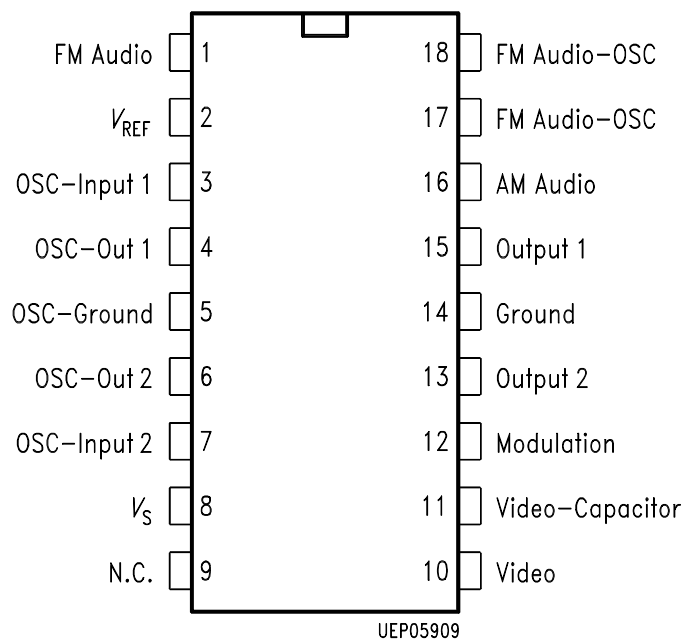 FM Audio 1 18 FM Audio-OSC
VREF 2 17 FM Audio-OSC
OSC-Input 1 3 16 AM Audio
OSC-Out 1 4 15 Output 1
OSC-Ground 5 14 Ground
OSC-Out 2 6 13 Output 2
OSC-Input 2 7 12 Modulation
VS 8 11 Video-Capacitor
N.C. 9 10 Video
UEP05909